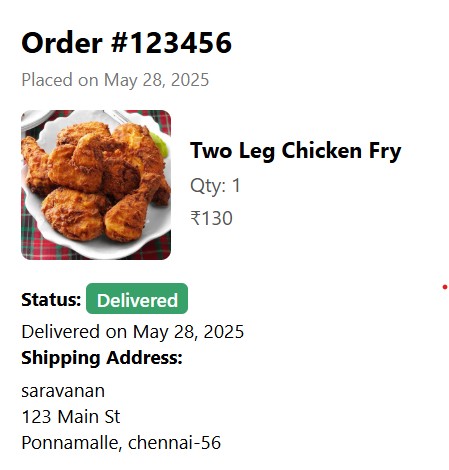 Order #123456
Placed on May 28, 2025
Two Leg Chicken Fry
Qty: 1
₹130
Status: Delivered
Delivered on May 28, 2025
Shipping Address:
saravanan
123 Main St
Ponnamalle, chennai-56